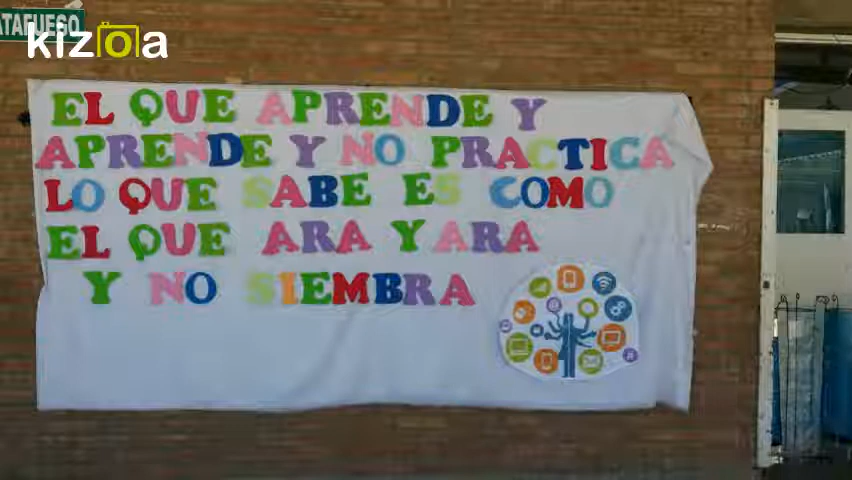 ATAFUEGO
kizoa
EL QUE APRENDE Y
APRENDE Y NO PRACTICA
LO QUE SABE ES COMO
EL QUE ARA Y ARA
Y NO SIEMBRA